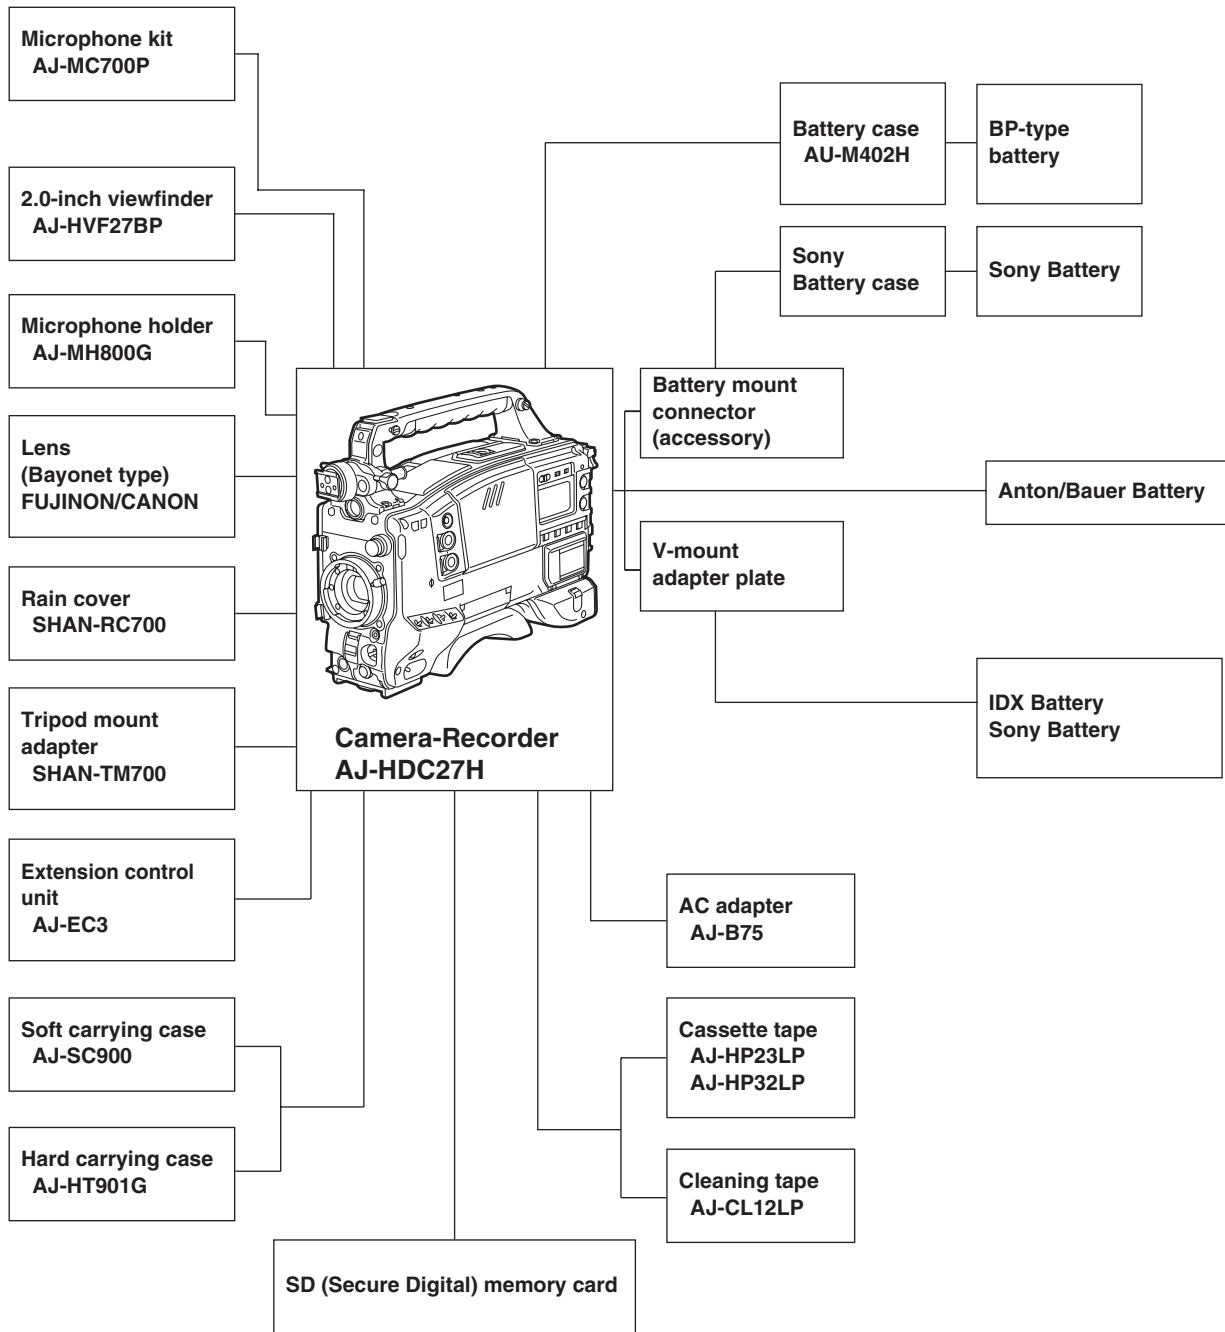 Microphone kit
AJ-MC700P
2.0-inch viewfinder
AJ-HVF27BP
Microphone holder
AJ-MH800G
Lens
(Bayonet type)
FUJINON/CANON
Rain cover
SHAN-RC700
Tripod mount
adapter
SHAN-TM700
Extension control
unit
AJ-EC3
Soft carrying case
AJ-SC900
Hard carrying case
AJ-HT901G
Camera-Recorder
AJ-HDC27H
SD (Secure Digital) memory card
Battery case
AU-M402H
BP-type
battery
Sony
Battery case
Sony Battery
Battery mount
connector
(accessory)
Anton/Bauer Battery
V-mount
adapter plate
IDX Battery
Sony Battery
AC adapter
AJ-B75
Cassette tape
AJ-HP23LP
AJ-HP32LP
Cleaning tape
AJ-CL12LP